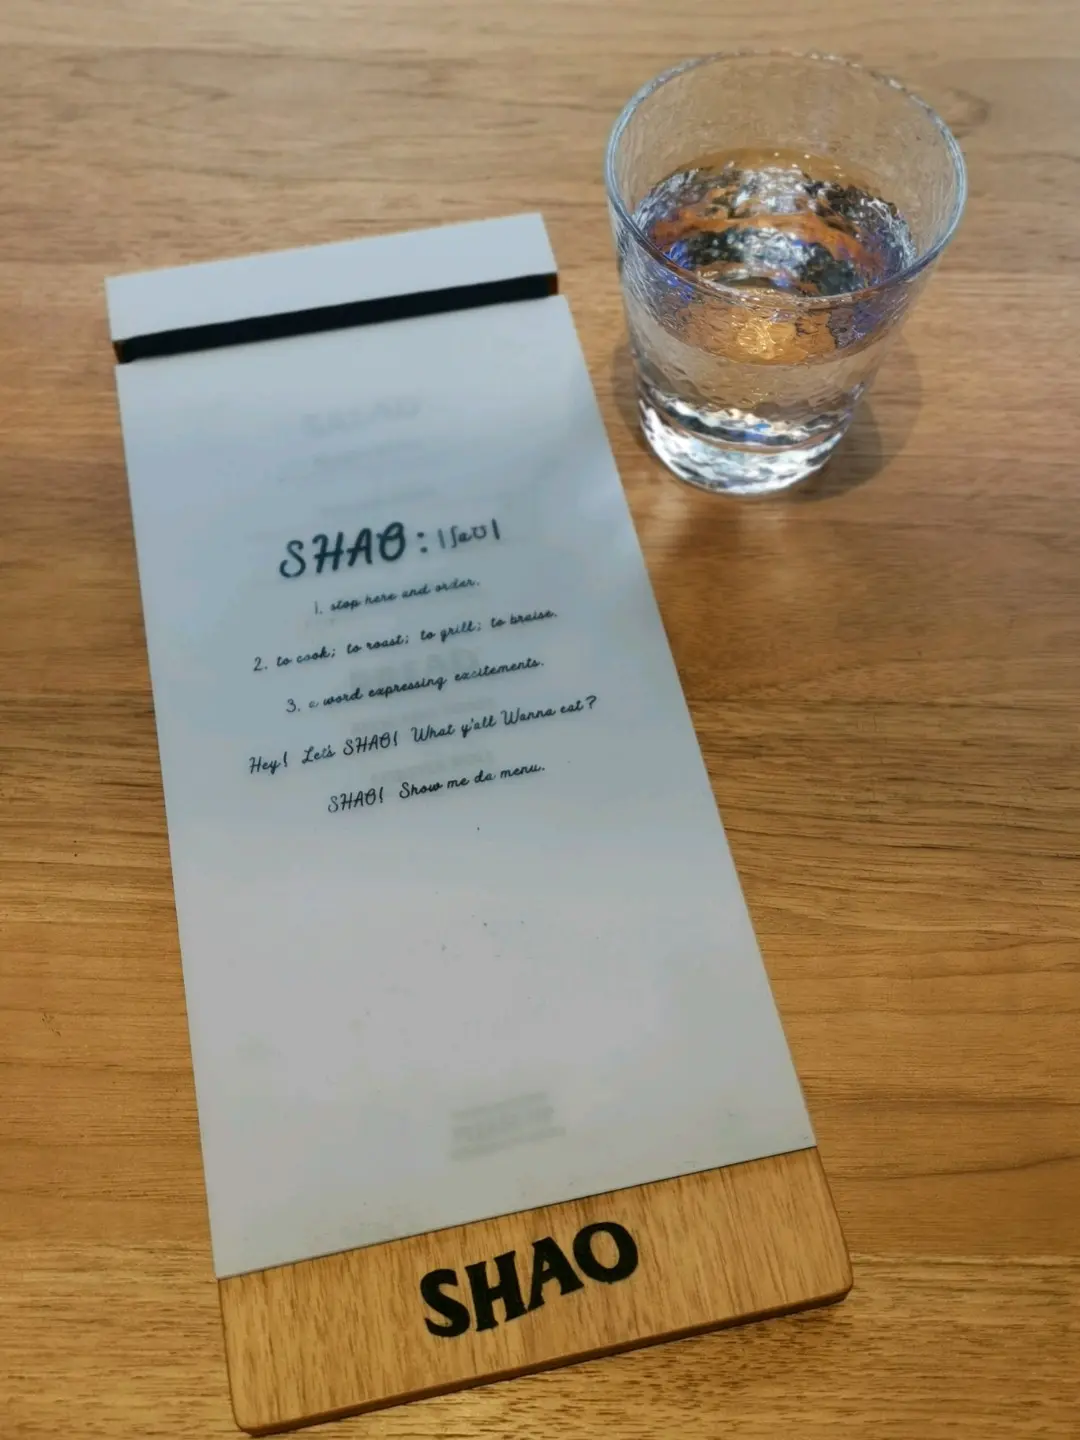 SHAO: |ʃaʊ|
1. stop here and order.
2. to cook; to roast; to grill; to braise.
3. a word expressing excitements.
Hey! Let's SHAO! What y'all Wanna eat?
SHAO! Show me da menu.
SHAO